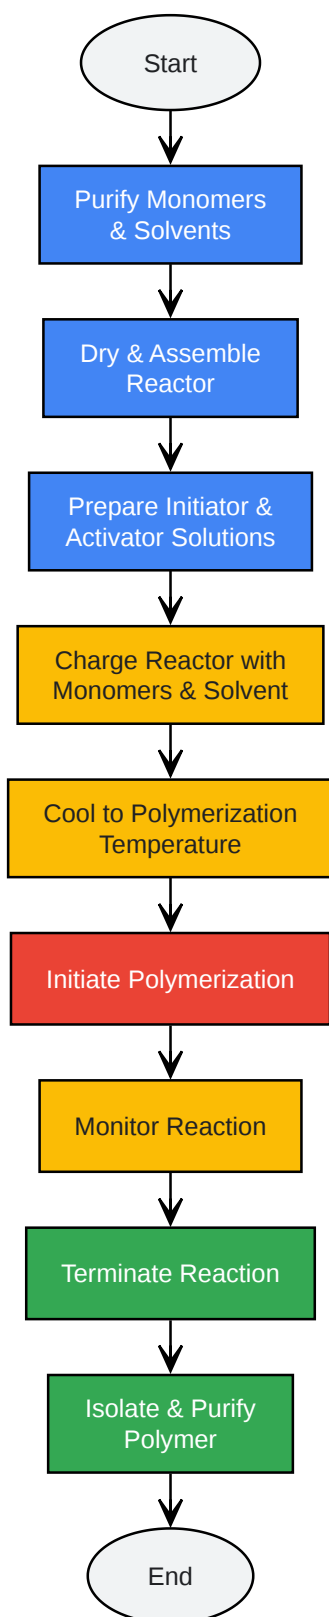 Start
Purify Monomers
& Solvents
Dry & Assemble
Reactor
Prepare Initiator &
Activator Solutions
Charge Reactor with
Monomers & Solvent
Cool to Polymerization
Temperature
Initiate Polymerization
Monitor Reaction
Terminate Reaction
Isolate & Purify
Polymer
End